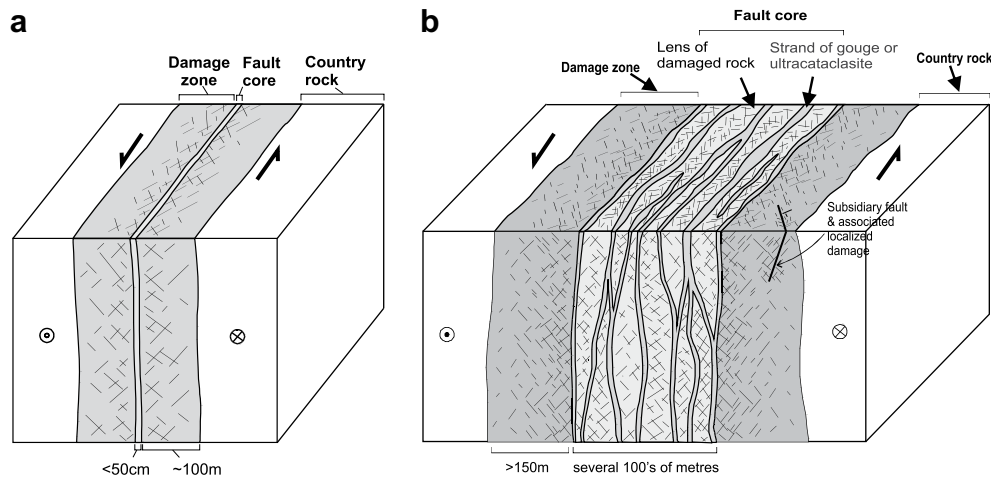 a
Damage
zone
Fault
core
Country
rock
<50cm
~100m
b
Fault core
Lens of
damaged rock
Strand of gouge or
ultracataclasite
Damage zone
Country rock
Subsidiary fault
& associated
localized
damage
>150m
several 100's of metres